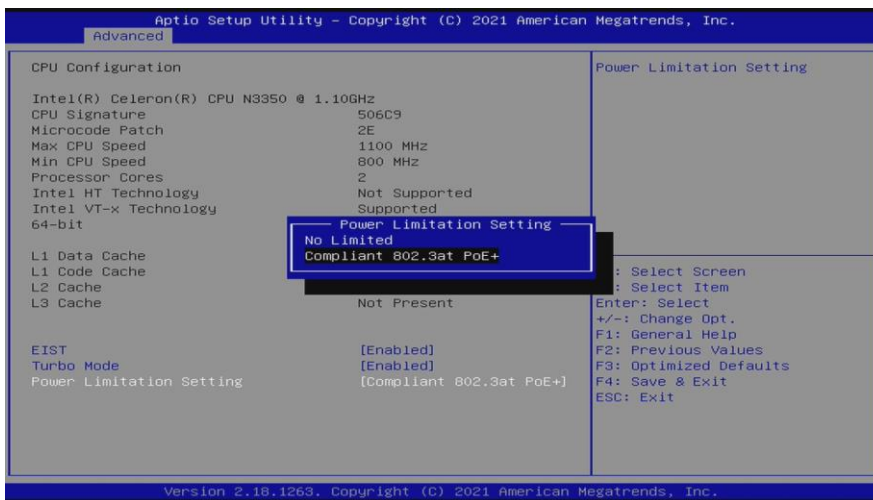 Aptio Setup Utility - Copyright (C) 2021 American Megatrends, Inc.
Advanced
CPU Configuration
Intel(R) Celeron(R) CPU N3350 @ 1.10GHz
CPU Signature 506C9
Microcode Patch 2E
Max CPU Speed 1100 MHz
Min CPU Speed 800 MHz
Processor Cores 2
Intel HT Technology Not Supported
Intel VT-x Technology Supported
64-bit
L1 Data Cache
L1 Code Cache
L2 Cache
L3 Cache Not Present
EIST [Enabled]
Turbo Mode [Enabled]
Power Limitation Setting [Compliant 802.3at PoE+]
Power Limitation Setting
No Limited
Compliant 802.3at PoE+
Power Limitation Setting
: Select Screen
: Select Item
Enter: Select
+/-: Change Opt.
F1: General Help
F2: Previous Values
F3: Optimized Defaults
F4: Save & Exit
ESC: Exit
Version 2.18.1263. Copyright (C) 2021 American Megatrends, Inc.